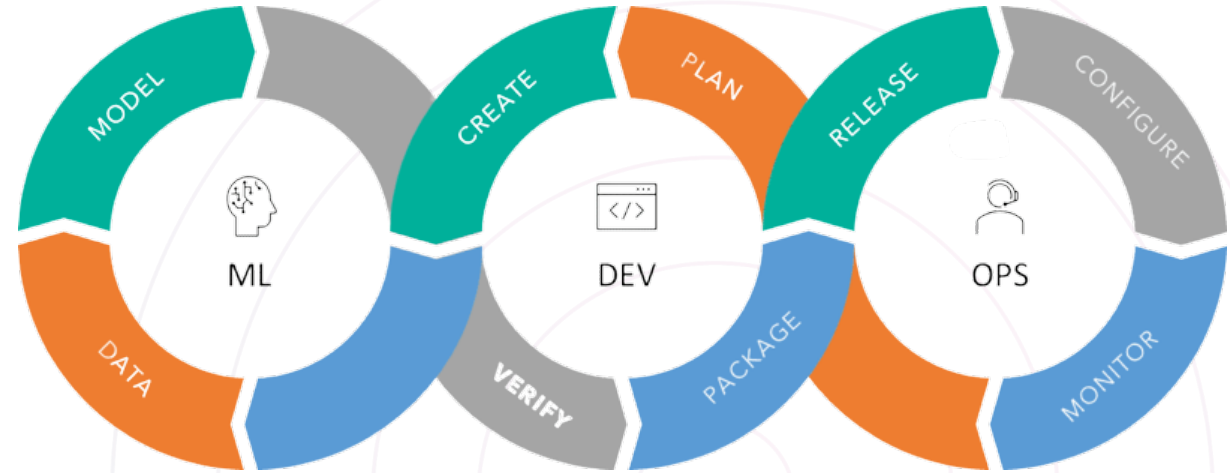 MODEL
DATA
ML
CREATE
PLAN
VERIFY
PACKAGE
</>
DEV
RELEASE
CONFIGURE
MONITOR
OPS